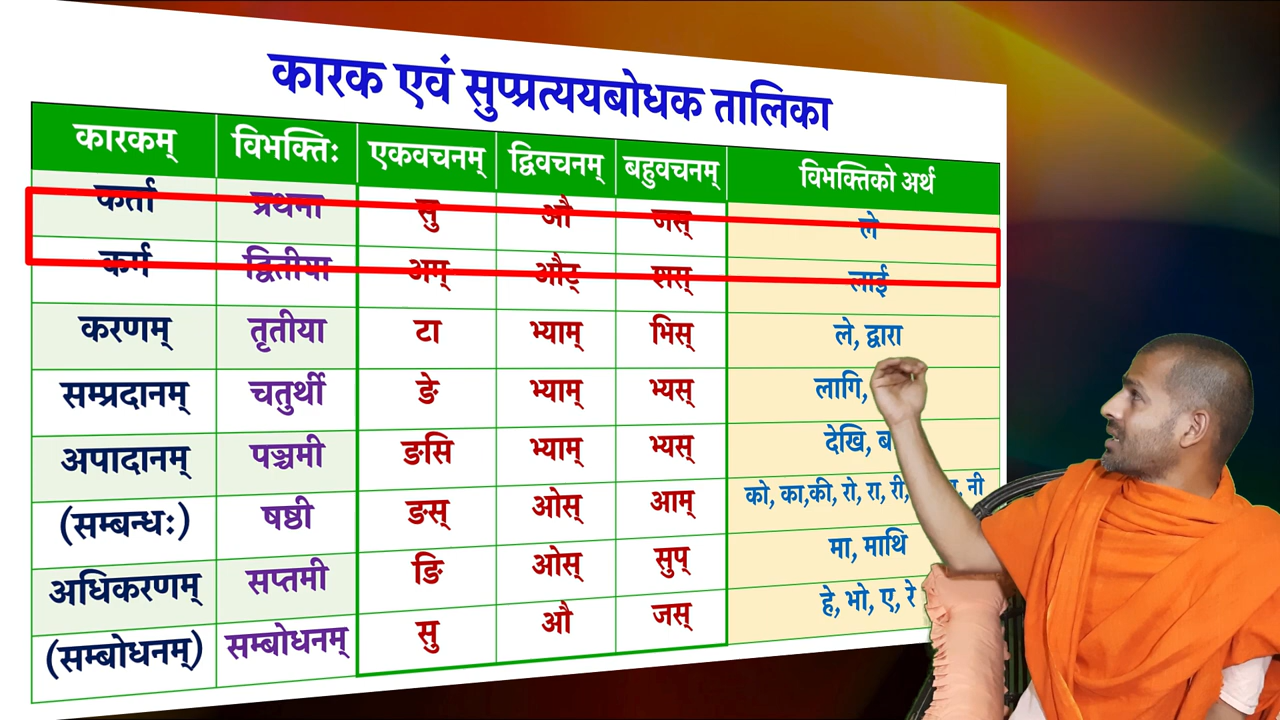 कारक एवं सुप्प्रत्ययबोधक तालिका
कारकम् विभक्तिः एकवचनम् द्विवचनम् बहुवचनम् विभक्तिको अर्थ
कर्ता प्रथमा सु औ जस् ले
कर्म द्वितीया अम् औट् शस् लाई
करणम् तृतीया टा भ्याम् भिस् ले, द्वारा
सम्प्रदानम् चतुर्थी ङे भ्याम् भ्यस् लागि,
अपादानम् पञ्चमी ङसि भ्याम् भ्यस् देखि,
(सम्बन्धः) षष्ठी ङस् ओस् आम् को, का,की, रो, रा, री, नी
अधिकरणम् सप्तमी ङि ओस् सुप् मा, माथि
(सम्बोधनम्) सम्बोधनम् सु औ जस् हे, भो, ए, रे